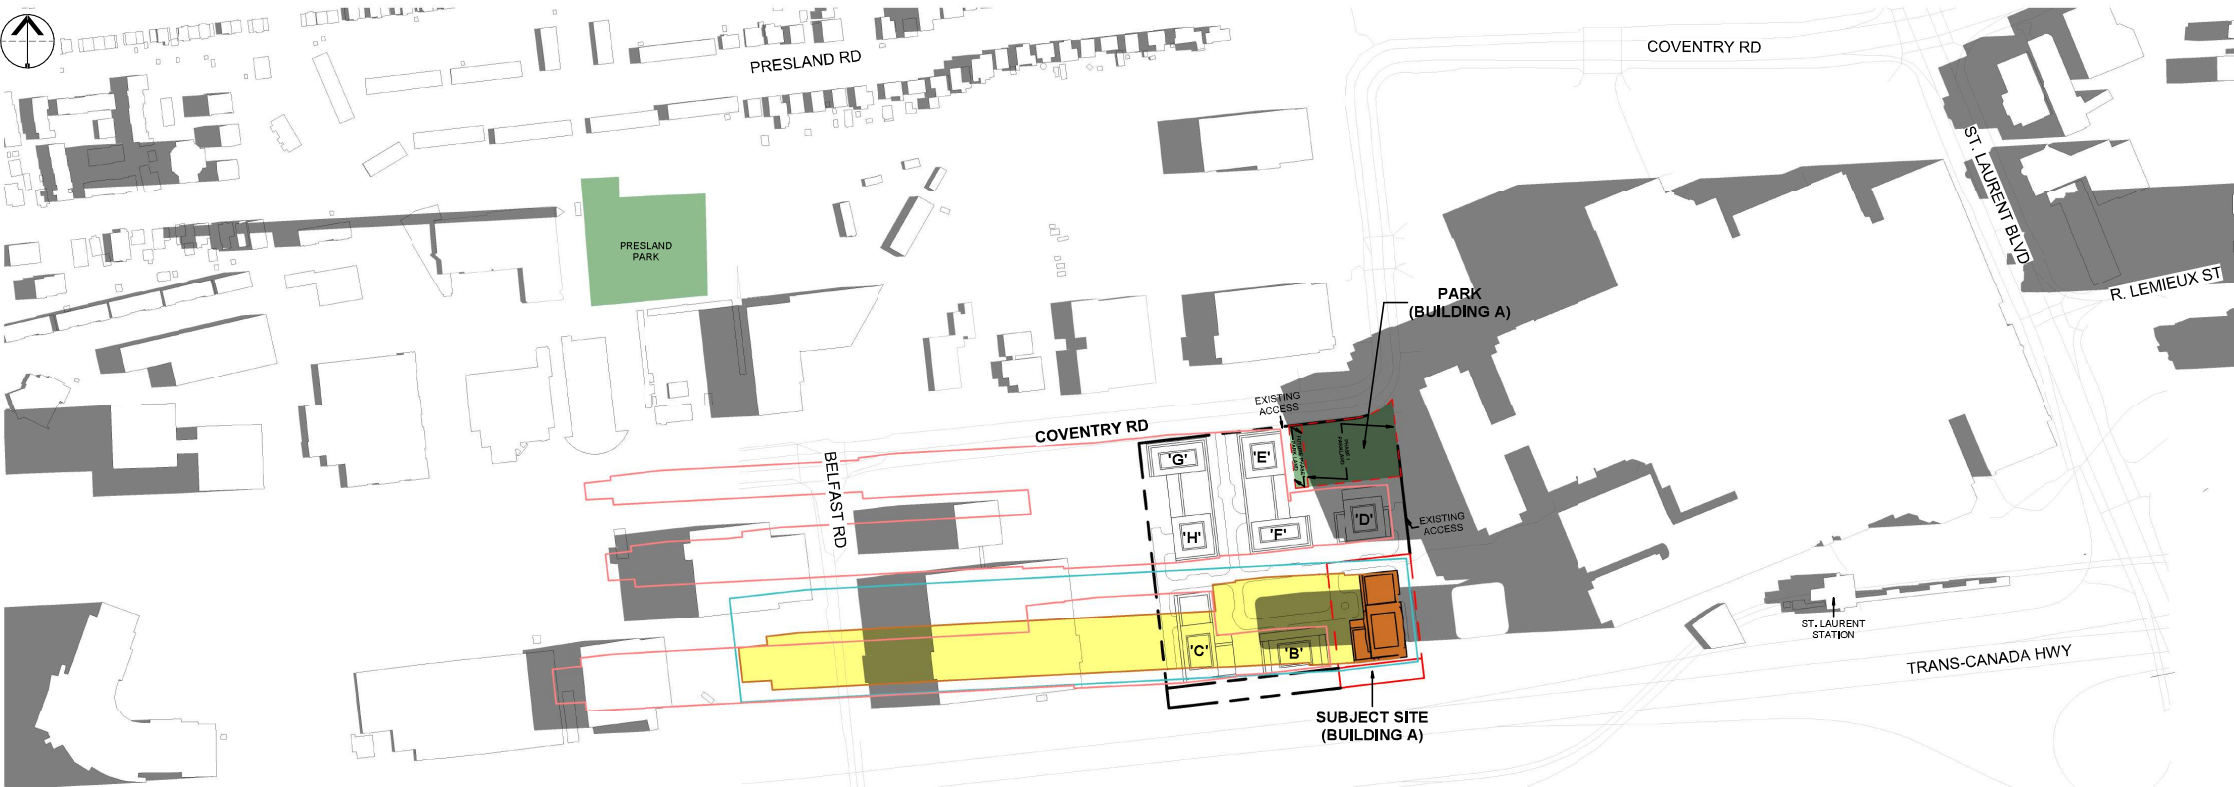 PRESLAND RD
COVENTRY RD
ST. LAURENT BLVD
R. LEMIEUX ST
PRESLAND
PARK
PARK
(BUILDING A)
EXISTING
ACCESS
COVENTRY RD
BELFAST RD
'G'
'E'
'H'
'F'
'D'
EXISTING
ACCESS
'C'
'B'
ST. LAURENT
STATION
TRANS-CANADA HWY
SUBJECT SITE
(BUILDING A)